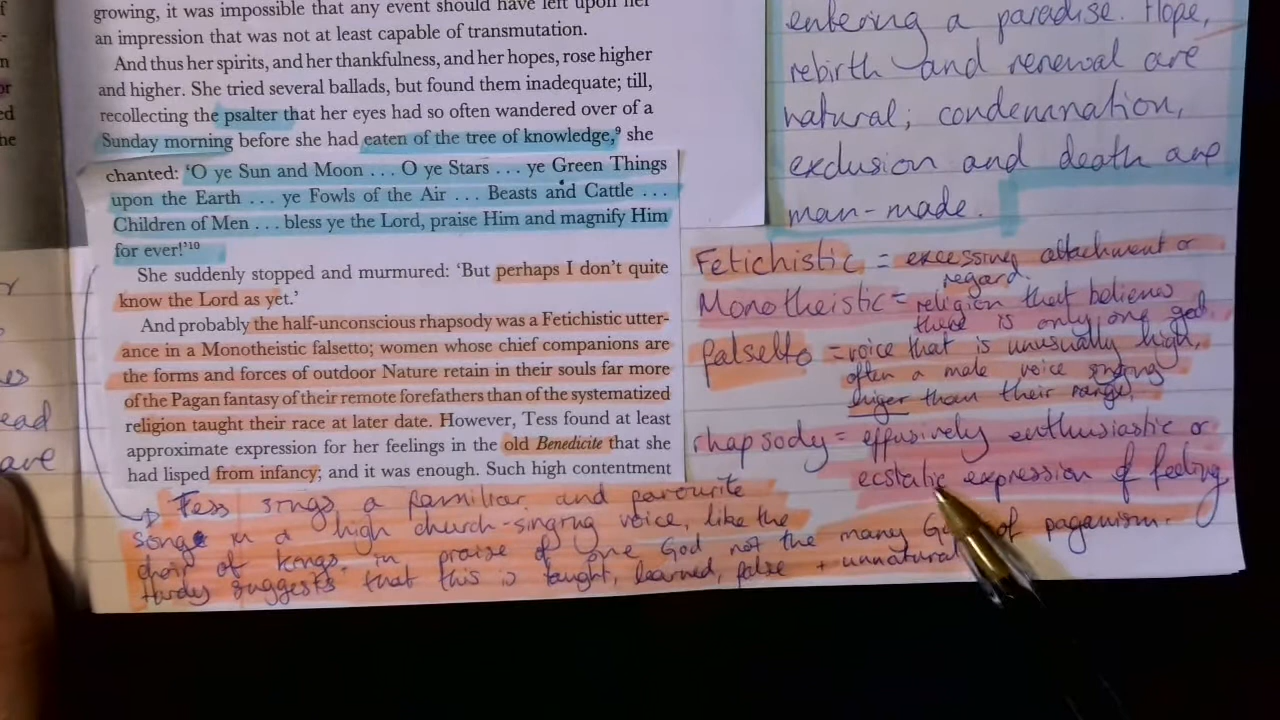 growing, it was impossible that any event should have left upon her
an impression that was not at least capable of transmutation.
And thus her spirits, and her thankfulness, and her hopes, rose higher
and higher. She tried several ballads, but found them inadequate; till,
recollecting the psalter that her eyes had so often wandered over of a
Sunday morning before she had eaten of the tree of knowledge,⁹ she
chanted: ‘O ye Sun and Moon . . . O ye Stars . . . ye Green Things
upon the Earth . . . ye Fowls of the Air . . . Beasts and Cattle . . .
Children of Men . . . bless ye the Lord, praise Him and magnify Him
for ever!’¹⁰
She suddenly stopped and murmured: ‘But perhaps I don’t quite
know the Lord as yet.’
And probably the half-unconscious rhapsody was a Fetichistic utter-
ance in a Monotheistic falsetto; women whose chief companions are
the forms and forces of outdoor Nature retain in their souls far more
of the Pagan fantasy of their remote forefathers than of the systematized
religion taught their race at later date. However, Tess found at least
approximate expression for her feelings in the old Benedicite that she
had lisped from infancy; and it was enough. Such high contentment
entering a paradise. Hope,
rebirth and renewal are
natural; condemnation,
exclusion and death are
man-made.
Fetichistic = excessing attachment or
regard.
Monotheistic = religion that believes
there is only one god.
falsetto = voice that is unusually high,
often a male voice singing
higer than their range.
rhapsody = effusively enthusiastic or
ecstatic expression of feeling
Tess sings a familiar and favourite
song in a high church-singing voice, like the
choir of kings, in praise of one God not the many of paganism.
Hardy suggests that this is taught, learned, false + unnatural
ead
ave